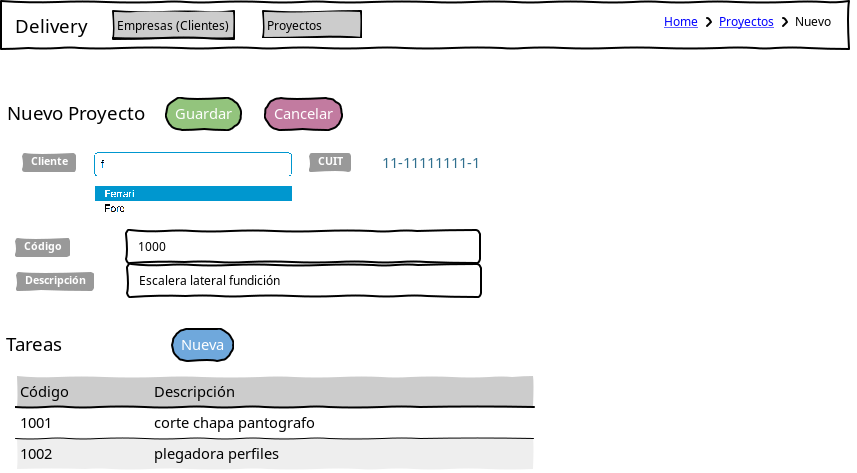 Delivery Empresas (Clientes) Proyectos Home Proyectos Nuevo
Nuevo Proyecto Guardar Cancelar
Cliente f CUIT 11-11111111-1
Ferrari
Ford
Código 1000
Descripción Escalera lateral fundición
Tareas Nueva
Código Descripción
1001 corte chapa pantografo
1002 plegadora perfiles